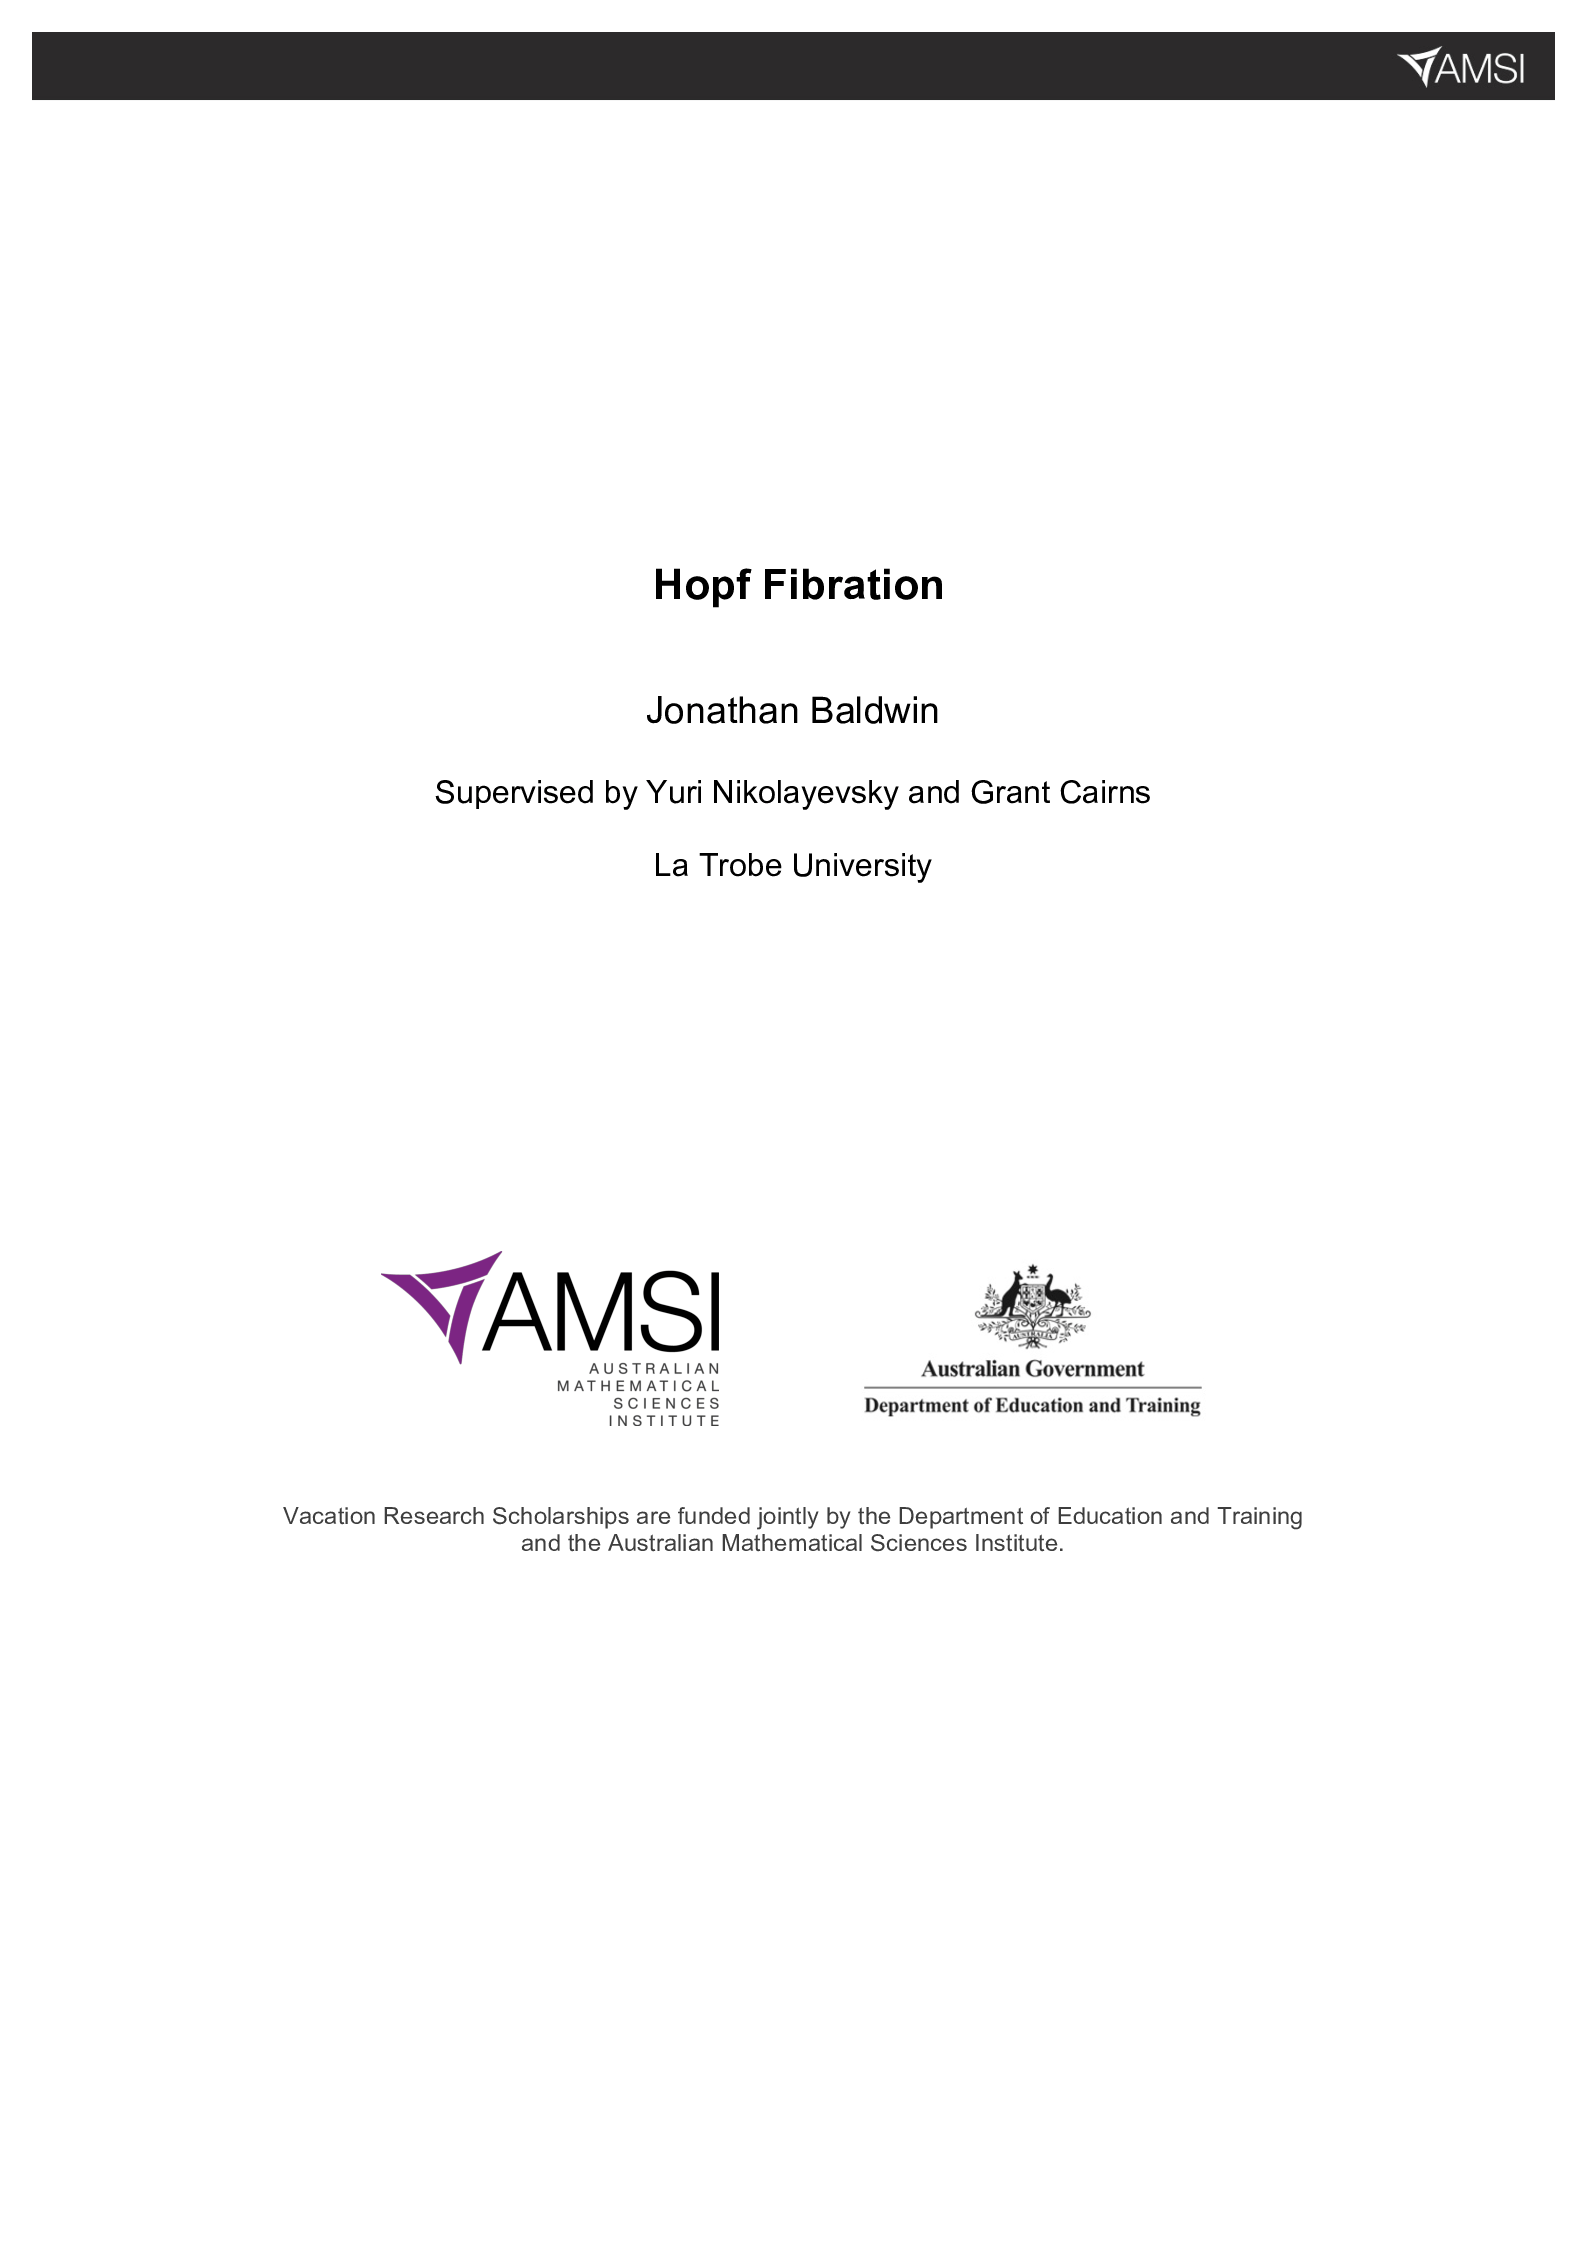 AMSI
Hopf Fibration
Jonathan Baldwin
Supervised by Yuri Nikolayevsky and Grant Cairns
La Trobe University
AMSI
AUSTRALIAN
MATHEMATICAL
SCIENCES
INSTITUTE
AUSTRALIA
Australian Government
Department of Education and Training
Vacation Research Scholarships are funded jointly by the Department of Education and Training
and the Australian Mathematical Sciences Institute.